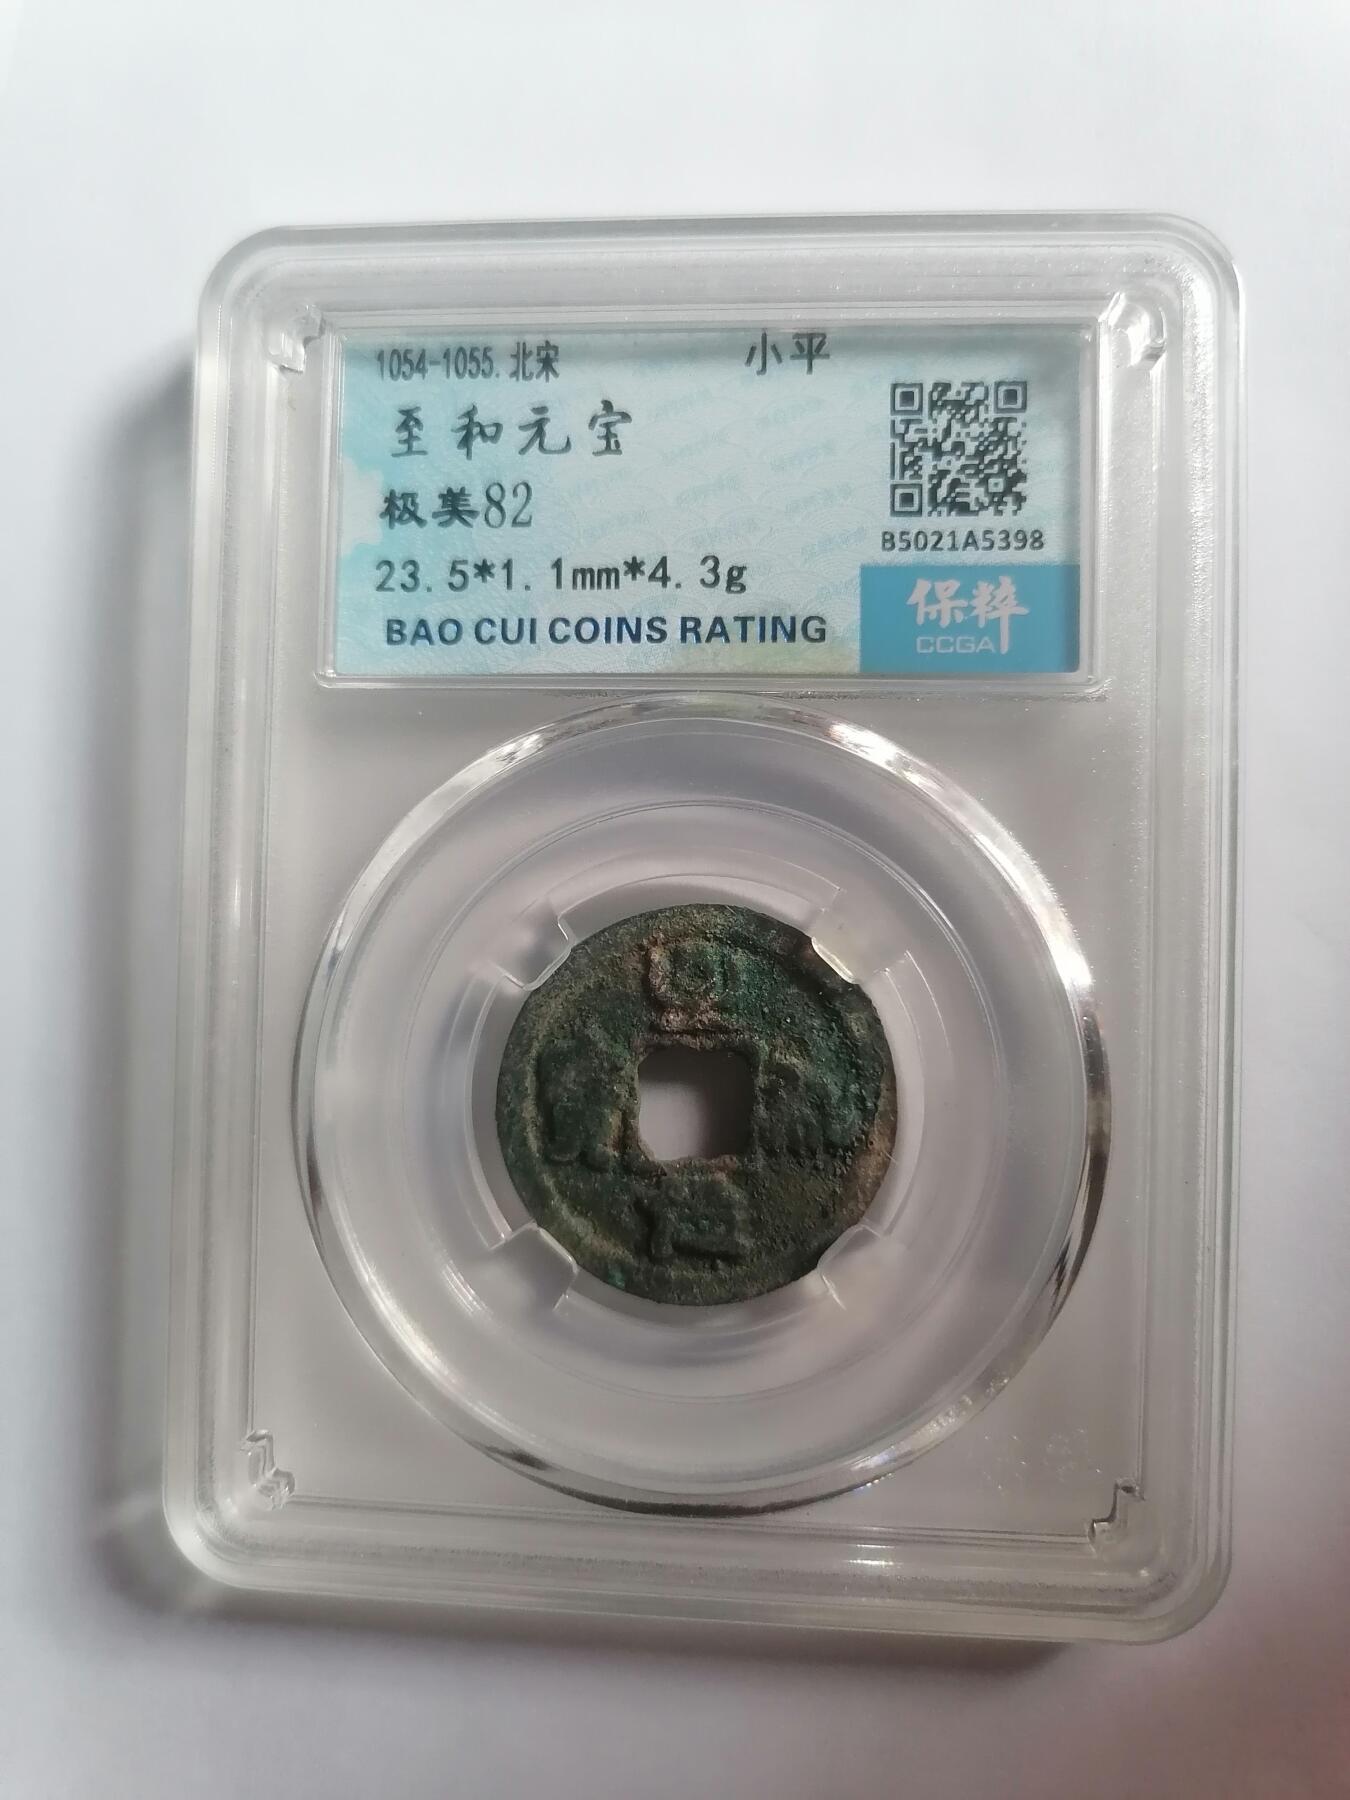 1054-1055.北宋 小平
至和元宝
极美82
23.5*1.1mm*4.3g
BAO CUI COINS RATING
B5021A5398
保粹
CCGA